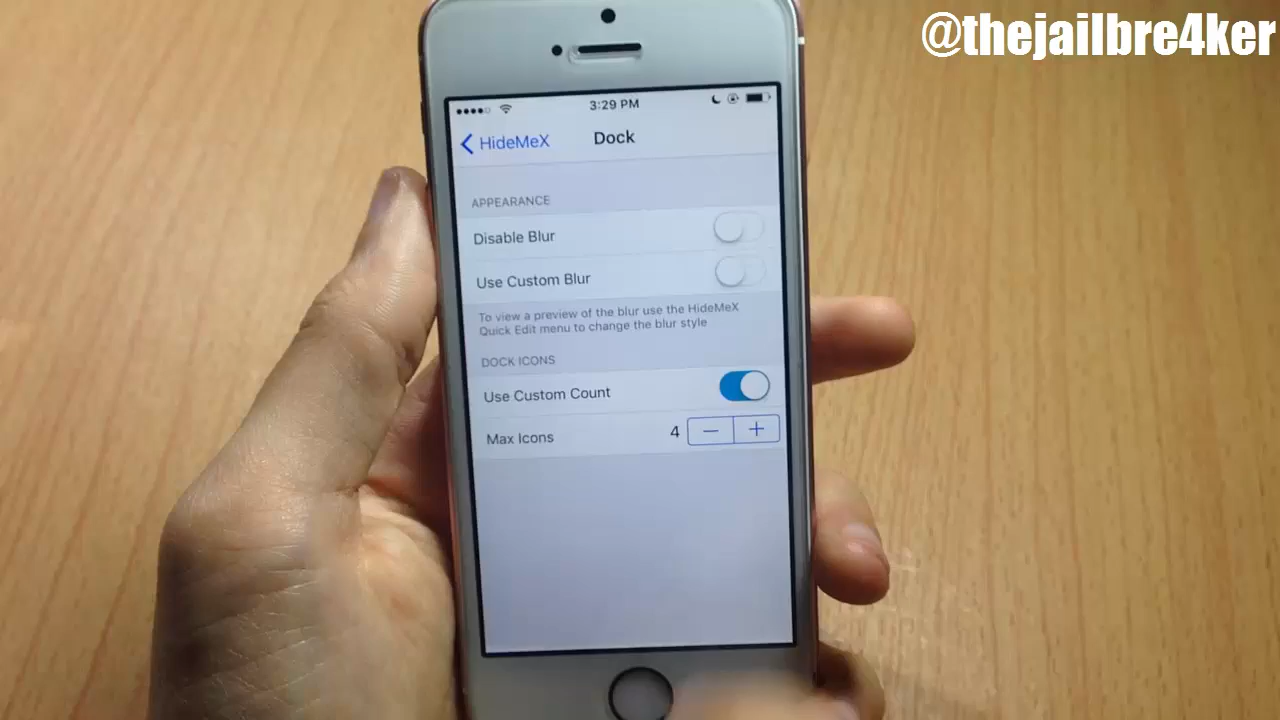 @thejailbre4ker
3:29 PM
HideMeX
Dock
APPEARANCE
Disable Blur
Use Custom Blur
To view a preview of the blur use the HideMeX
Quick Edit menu to change the blur style
DOCK ICONS
Use Custom Count
Max Icons 4